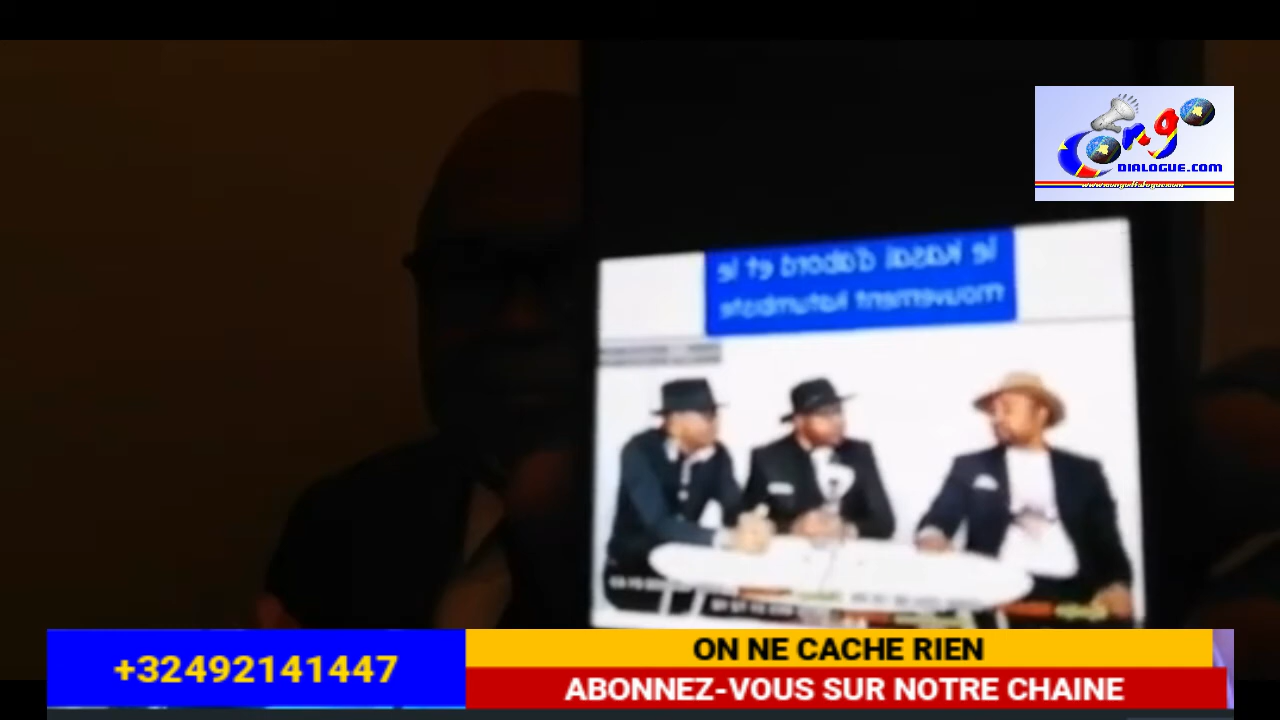 Congo
DIALOGUE.COM
le kasai d'abord et le
mouvement katumbiste
+32492141447
ON NE CACHE RIEN
ABONNEZ-VOUS SUR NOTRE CHAINE